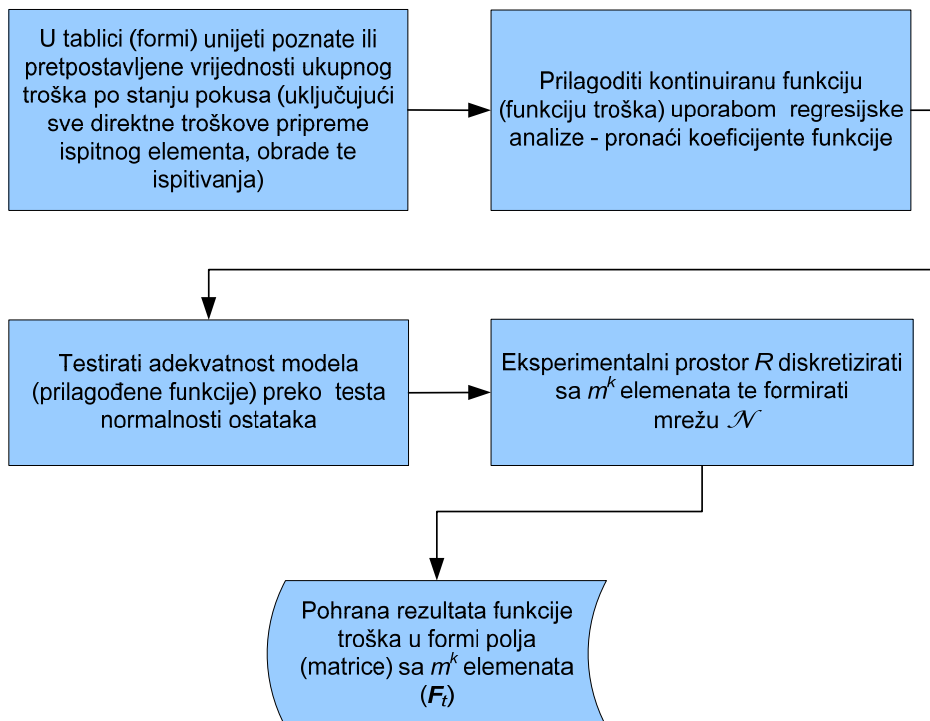 U tablici (formi) unijeti poznate ili
pretpostavljene vrijednosti ukupnog
troška po stanju pokusa (uključujući
sve direktne troškove pripreme
ispitnog elementa, obrade te
ispitivanja)
Prilagoditi kontinuiranu funkciju
(funkciju troška) uporabom regresijske
analize - pronaći koeficijente funkcije
Testirati adekvatnost modela
(prilagođene funkcije) preko testa
normalnosti ostataka
Eksperimentalni prostor R diskretizirati
sa m^k elemenata te formirati
mrežu 𝒩
Pohrana rezultata funkcije
troška u formi polja
(matrice) sa m^k elemenata
(F_t)